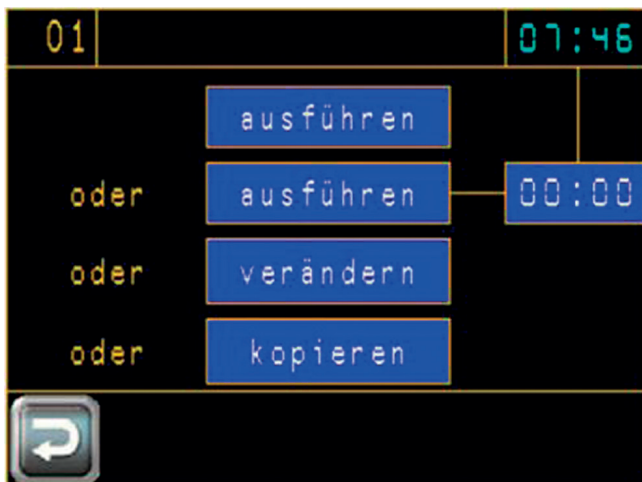 01 07:46
ausführen
oder ausführen 00:00
oder verändern
oder kopieren